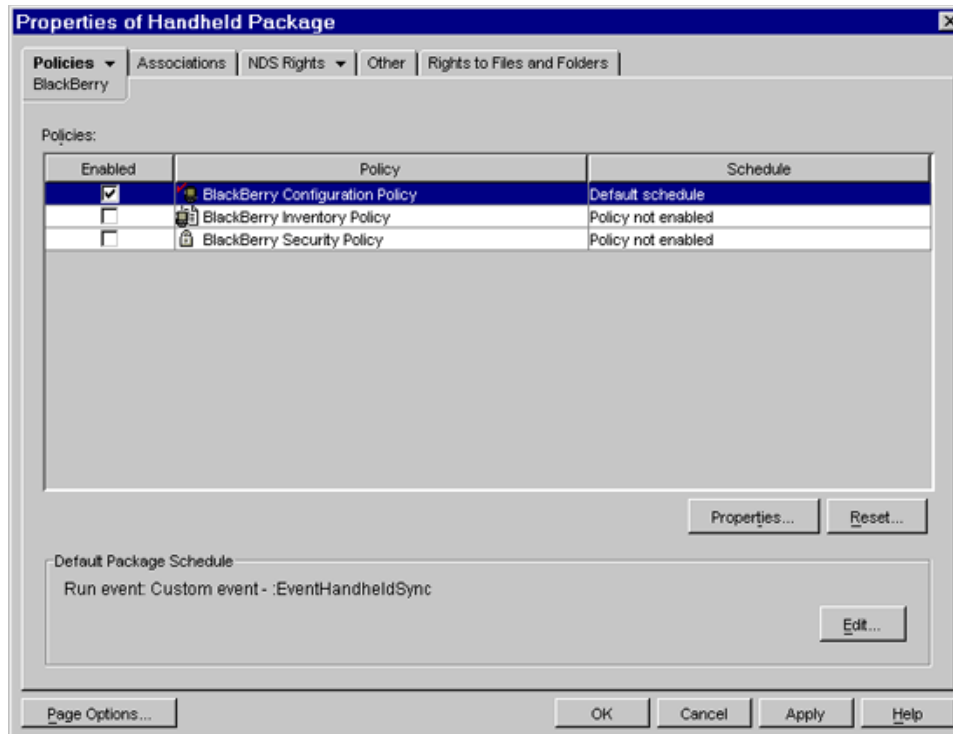 Properties of Handheld Package
Policies Associations NDS Rights Other Rights to Files and Folders
BlackBerry
Policies:
Enabled Policy Schedule
BlackBerry Configuration Policy Default schedule
BlackBerry Inventory Policy Policy not enabled
BlackBerry Security Policy Policy not enabled
Properties... Reset...
Default Package Schedule
Run event: Custom event - :EventHandheldSync
Edit...
Page Options... OK Cancel Apply Help